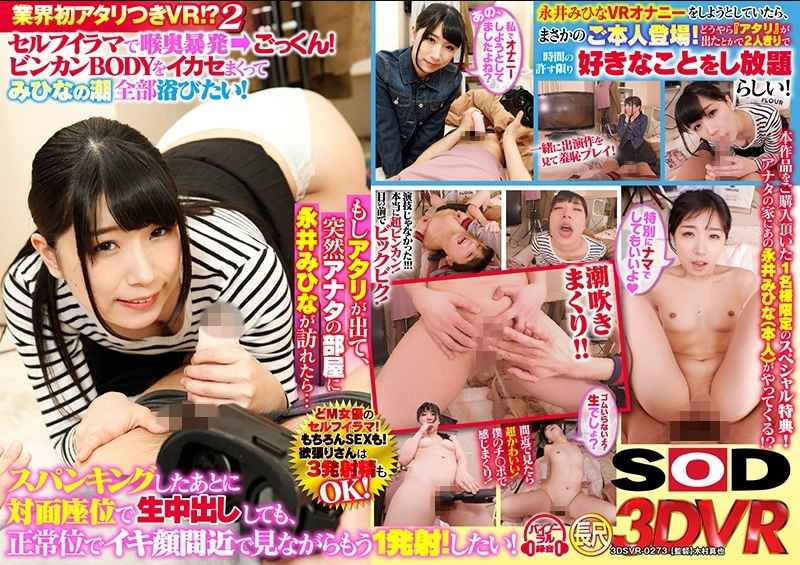 業界初アタリつきVR!?2
セルフイラマで喉奥暴発➡ごっくん!
ビンカンBODYをイカセまくって
みひなの潮全部浴びたい!
もしアタリが出て、
突然アナタの部屋に
永井みひなが訪れたら…
どM女優の
セルフイラマ!
もちろんSEXも!
欲張りさんは
3発射精も
OK!
スパンキングしたあとに
対面座位で生中出ししても、
正常位でイキ顔間近で見ながらもう1発射!したい!
あの…
私でオナニー
しようとして
ましたよね?
永井みひなVRオナニーをしようとしていたら、
まさかのご本人登場!どうやら『アタリ』が
出たとかで2人きりで
時間の許す限り
好きなことをし放題
らしい!
FLOUR
一緒に出演作を
見て羞恥プレイ!
演技じゃなかった!!!
本当に超ビンカン!
目の前でビックビク!
潮吹き
まくり!!
特別にナマで
してもいいよ♥
本作品をご購入頂いた1名様限定のスペシャル特典!
アナタの家にあの永井みひな(本人)がやってくる!?
ゴムいらないよ?
生でしょ?
間近で見たら
超かわいい!
僕のチ○ポで
感じまくり!
SOD
3DVR
バイノーラル
録音
長尺
3DSVR-0273 [監督]木村真也